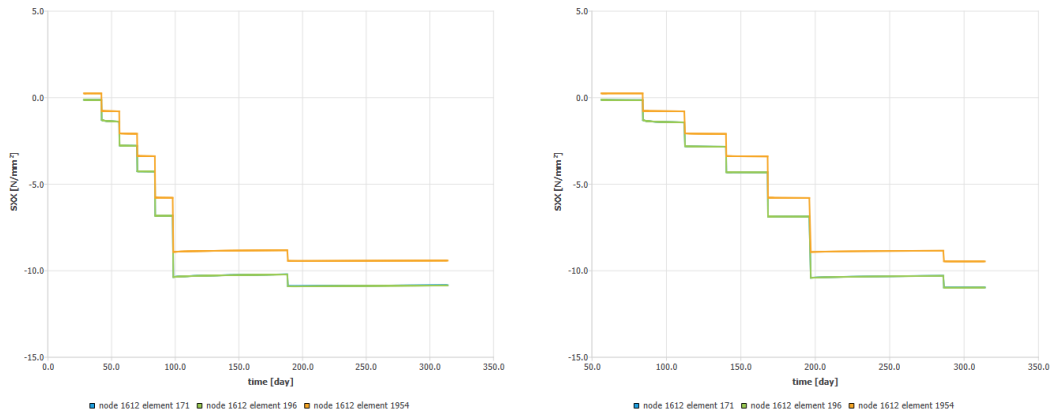 5.0
0.0
-5.0
-10.0
-15.0
SXX [N/mm²]
0.0 50.0 100.0 150.0 200.0 250.0 300.0 350.0
time [day]
node 1612 element 171 node 1612 element 196 node 1612 element 1954
5.0
0.0
-5.0
-10.0
-15.0
SXX [N/mm²]
50.0 100.0 150.0 200.0 250.0 300.0 350.0
time [day]
node 1612 element 171 node 1612 element 196 node 1612 element 1954